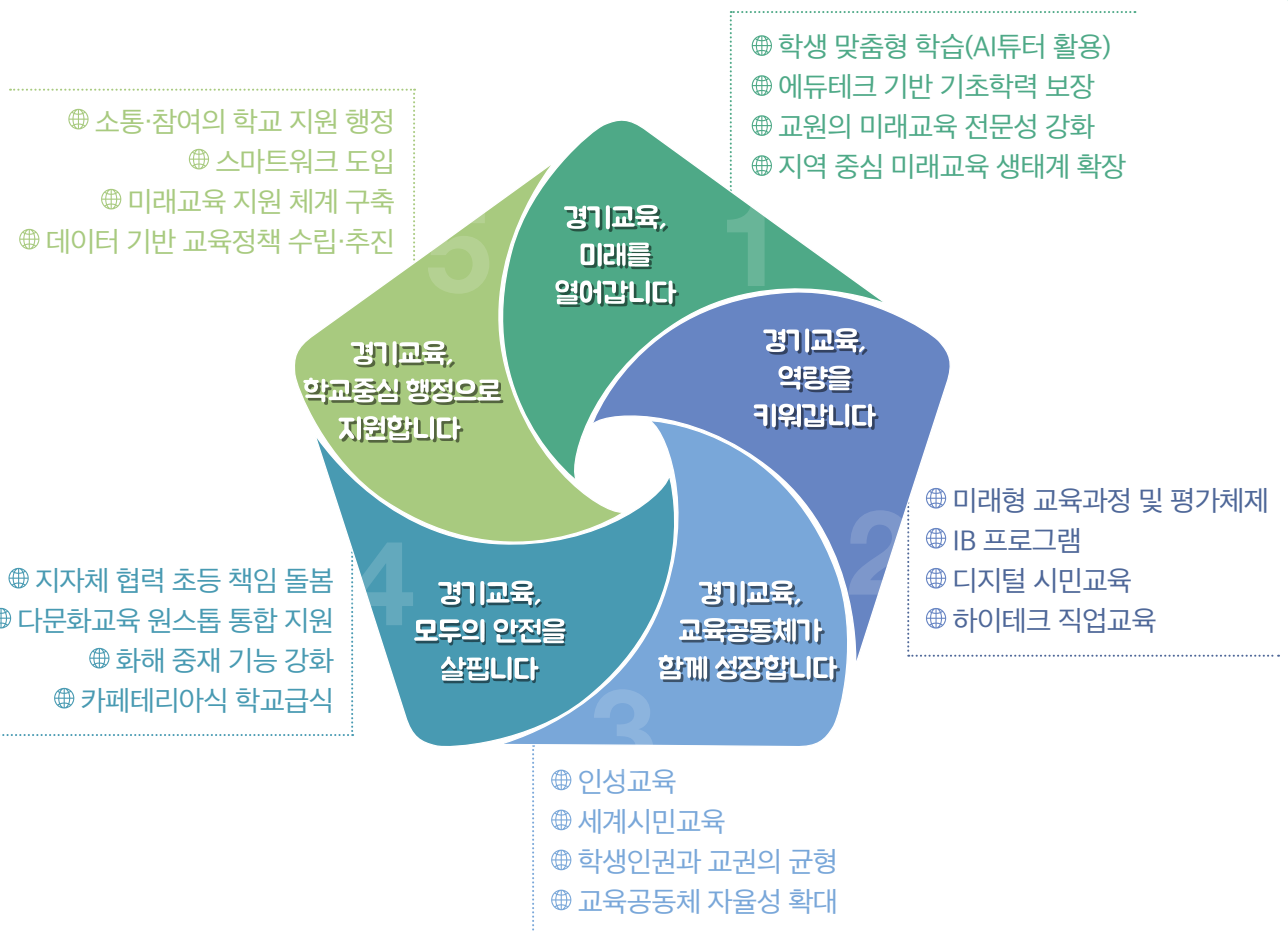 학생 맞춤형 학습(AI튜터 활용)
에듀테크 기반 기초학력 보장
교원의 미래교육 전문성 강화
지역 중심 미래교육 생태계 확장
1
경기교육,
미래를
열어갑니다
2
경기교육,
역량을
키워갑니다
미래형 교육과정 및 평가체제
IB 프로그램
디지털 시민교육
하이테크 직업교육
3
경기교육,
교육공동체가
함께 성장합니다
인성교육
세계시민교육
학생인권과 교권의 균형
교육공동체 자율성 확대
4
경기교육,
모두의 안전을
살핍니다
지자체 협력 초등 책임 돌봄
다문화교육 원스톱 통합 지원
화해 중재 기능 강화
카페테리아식 학교급식
5
경기교육,
학교중심 행정으로
지원합니다
소통·참여의 학교 지원 행정
스마트워크 도입
미래교육 지원 체계 구축
데이터 기반 교육정책 수립·추진